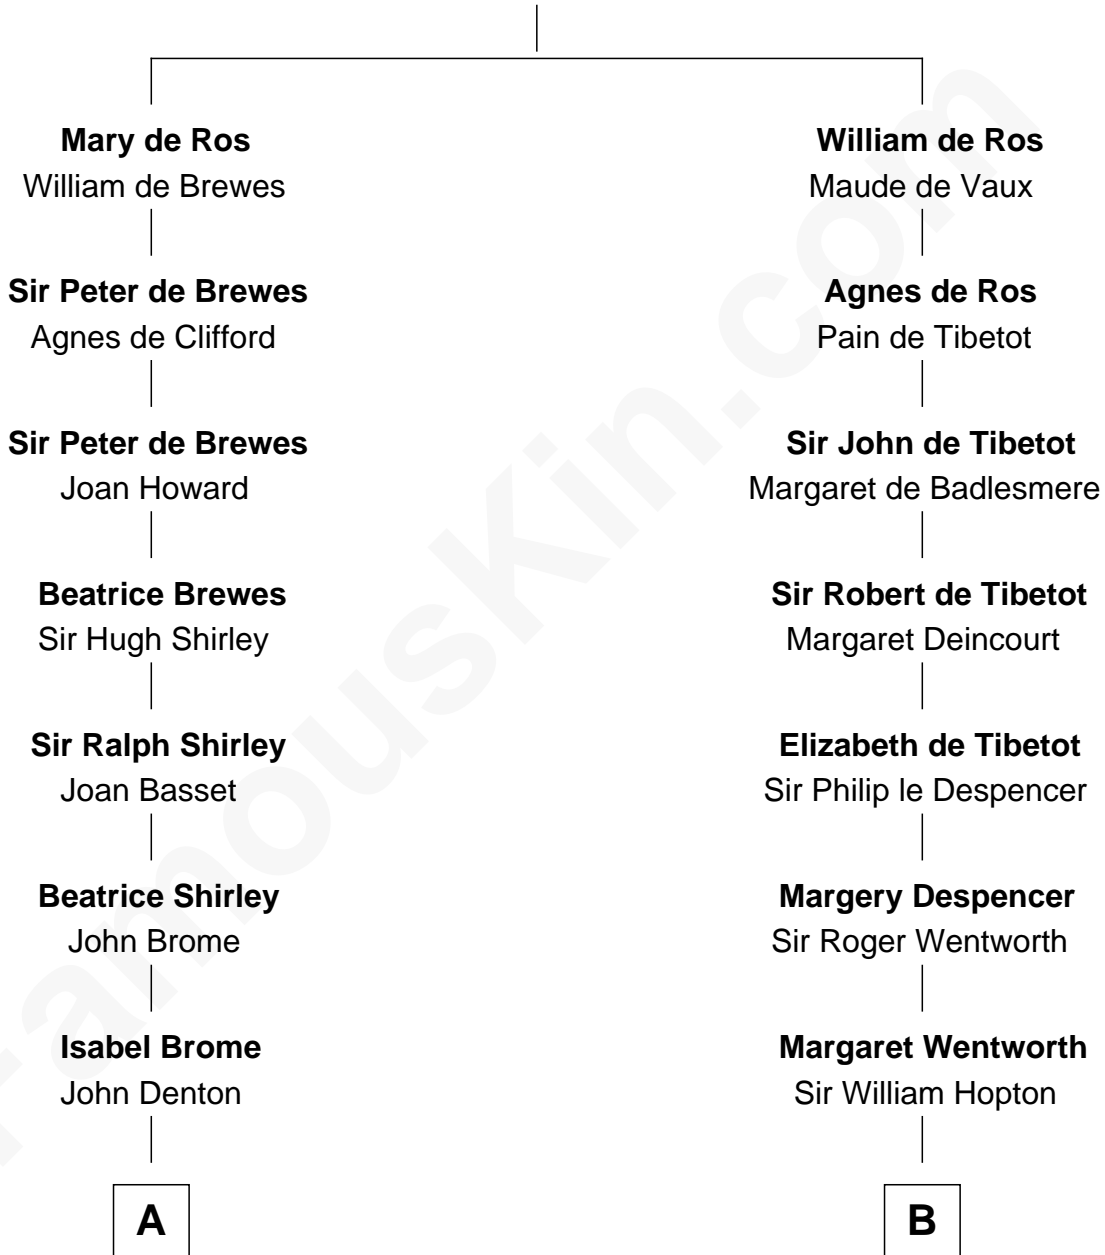 Mary de Ros
William de Brewes
Sir Peter de Brewes
Agnes de Clifford
Sir Peter de Brewes
Joan Howard
Beatrice Brewes
Sir Hugh Shirley
Sir Ralph Shirley
Joan Basset
Beatrice Shirley
John Brome
Isabel Brome
John Denton
A
William de Ros
Maude de Vaux
Agnes de Ros
Pain de Tibetot
Sir John de Tibetot
Margaret de Badlesmere
Sir Robert de Tibetot
Margaret Deincourt
Elizabeth de Tibetot
Sir Philip le Despencer
Margery Despencer
Sir Roger Wentworth
Margaret Wentworth
Sir William Hopton
B
FamousKin.com